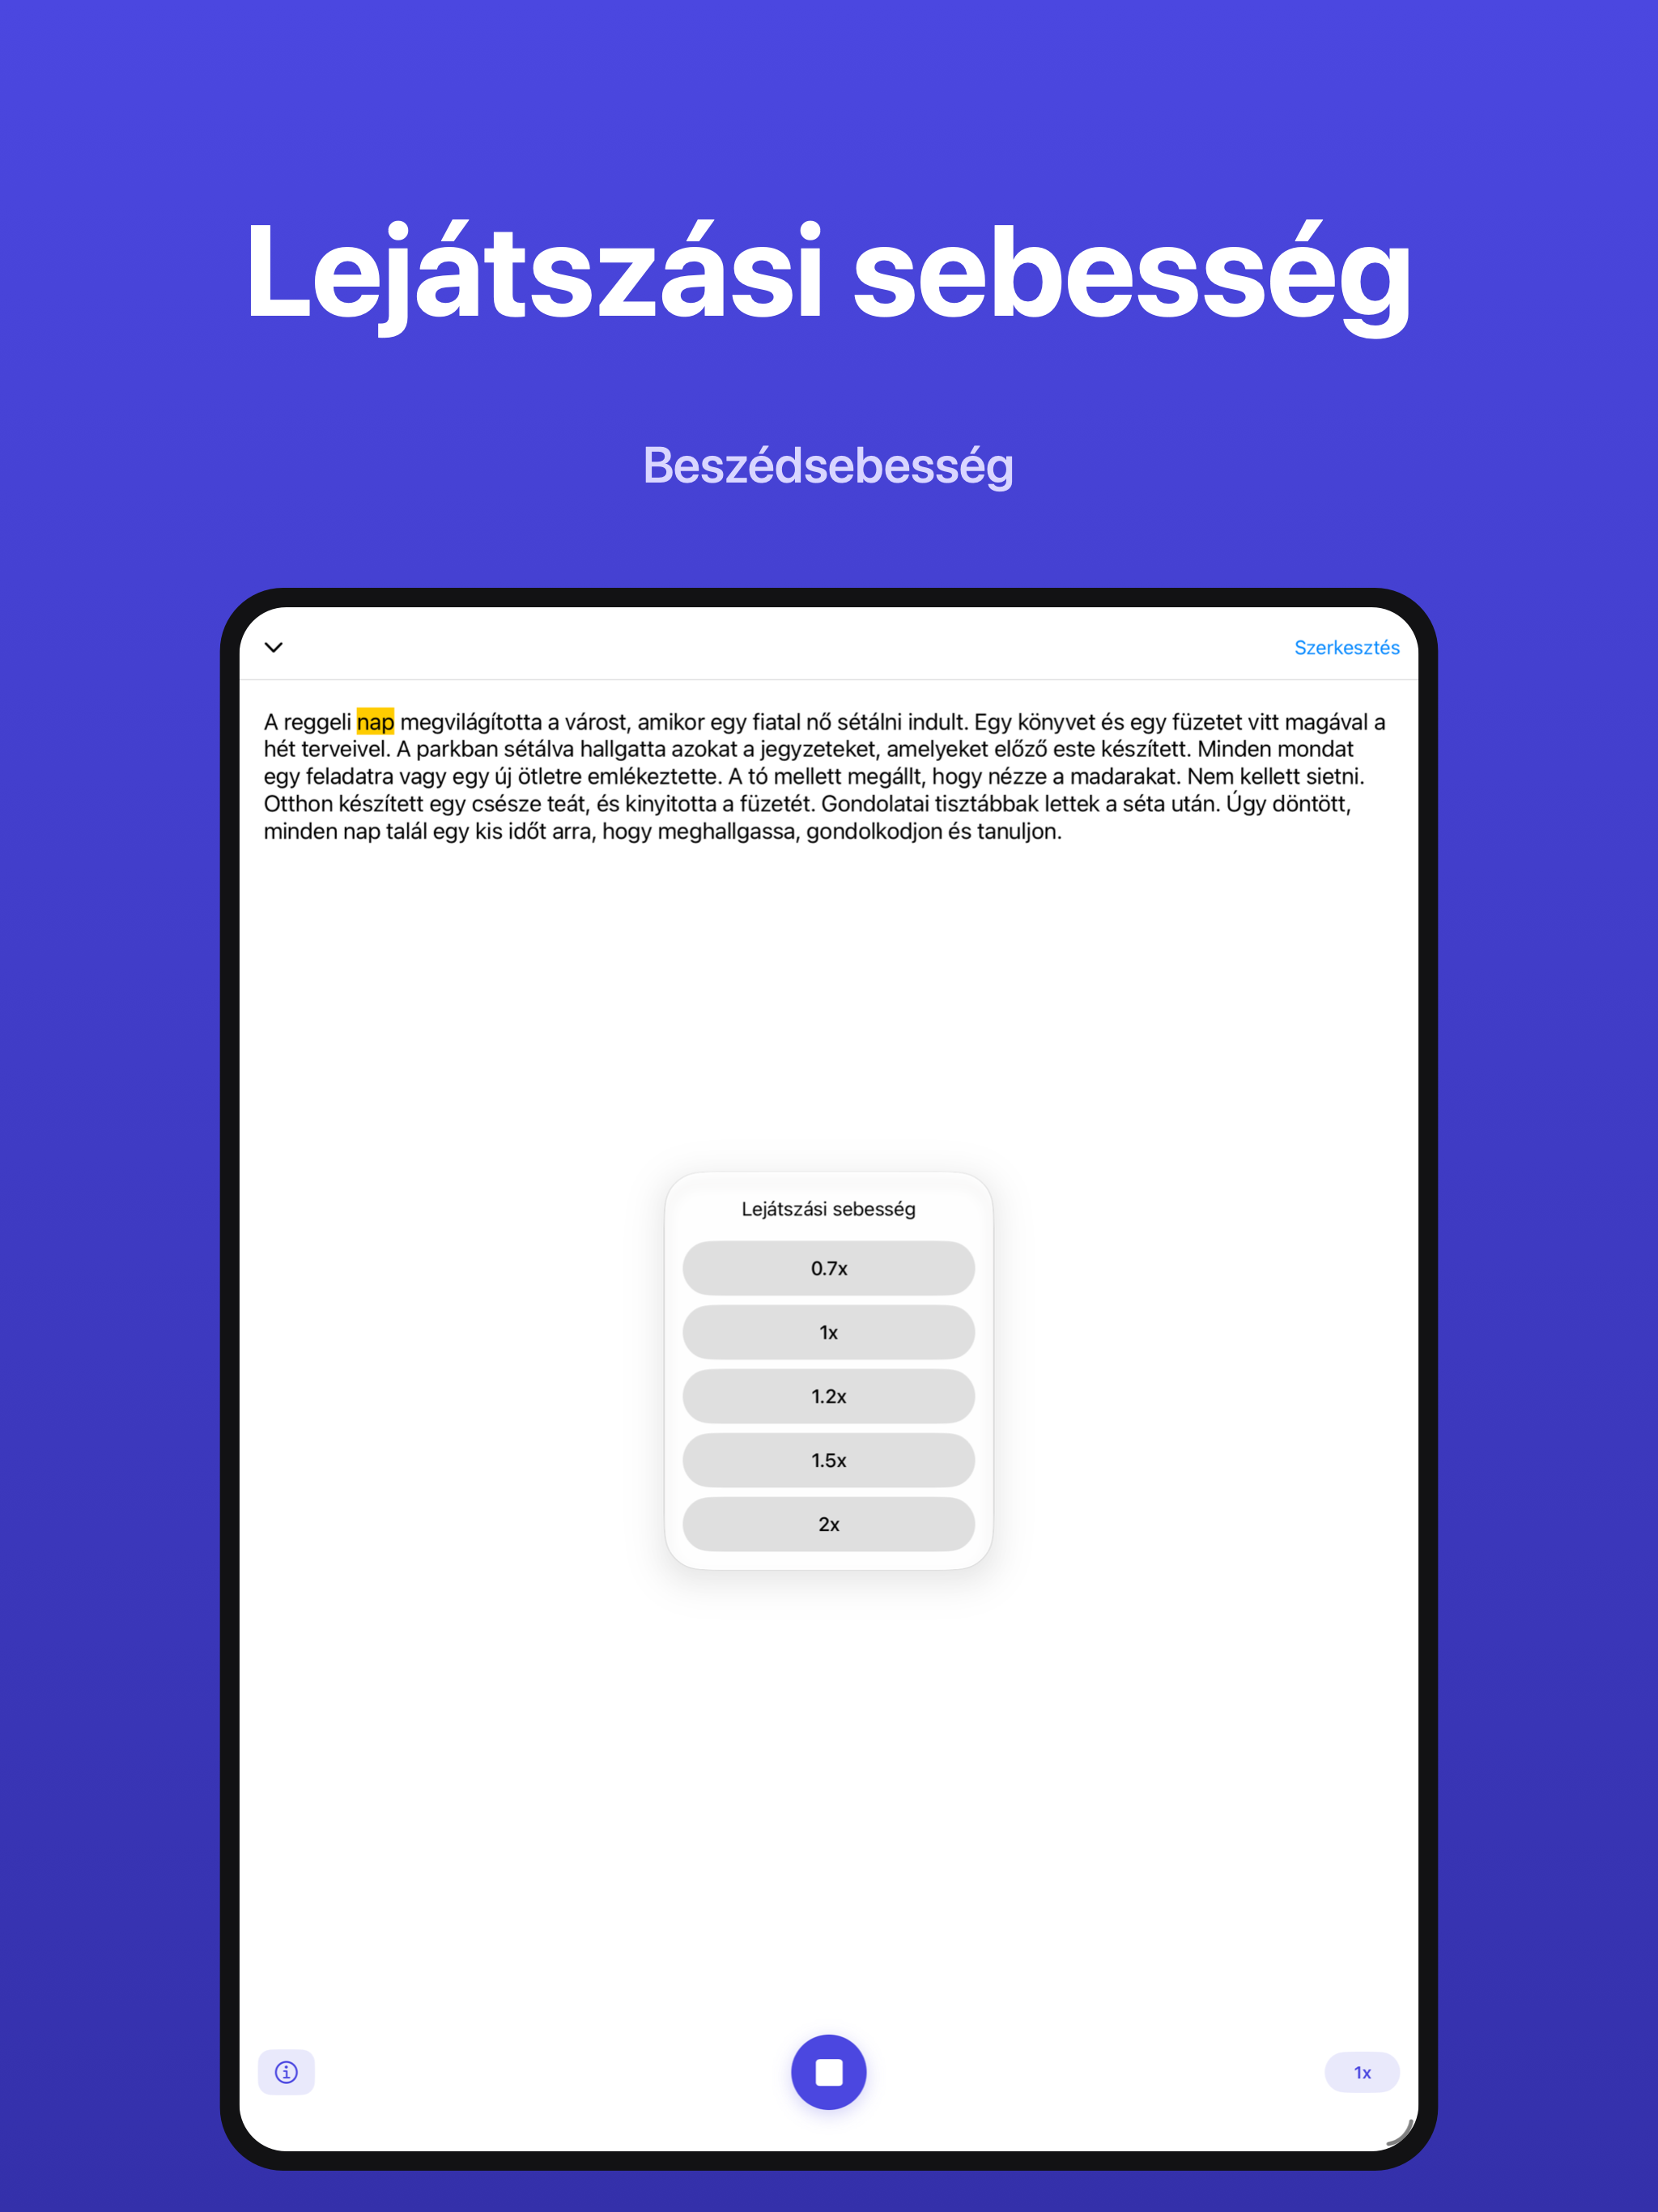 Lejátszási sebesség
Beszédsebesség
Szerkesztés
A reggeli nap megvilágította a várost, amikor egy fiatal nő sétálni indult. Egy könyvet és egy füzetet vitt magával a
hét terveivel. A parkban sétálva hallgatta azokat a jegyzeteket, amelyeket előző este készített. Minden mondat
egy feladatra vagy egy új ötletre emlékeztette. A tó mellett megállt, hogy nézze a madarakat. Nem kellett sietni.
Otthon készített egy csésze teát, és kinyitotta a füzetét. Gondolatai tisztábbak lettek a séta után. Úgy döntött,
minden nap talál egy kis időt arra, hogy meghallgassa, gondolkodjon és tanuljon.
Lejátszási sebesség
0.7x
1x
1.2x
1.5x
2x
1x